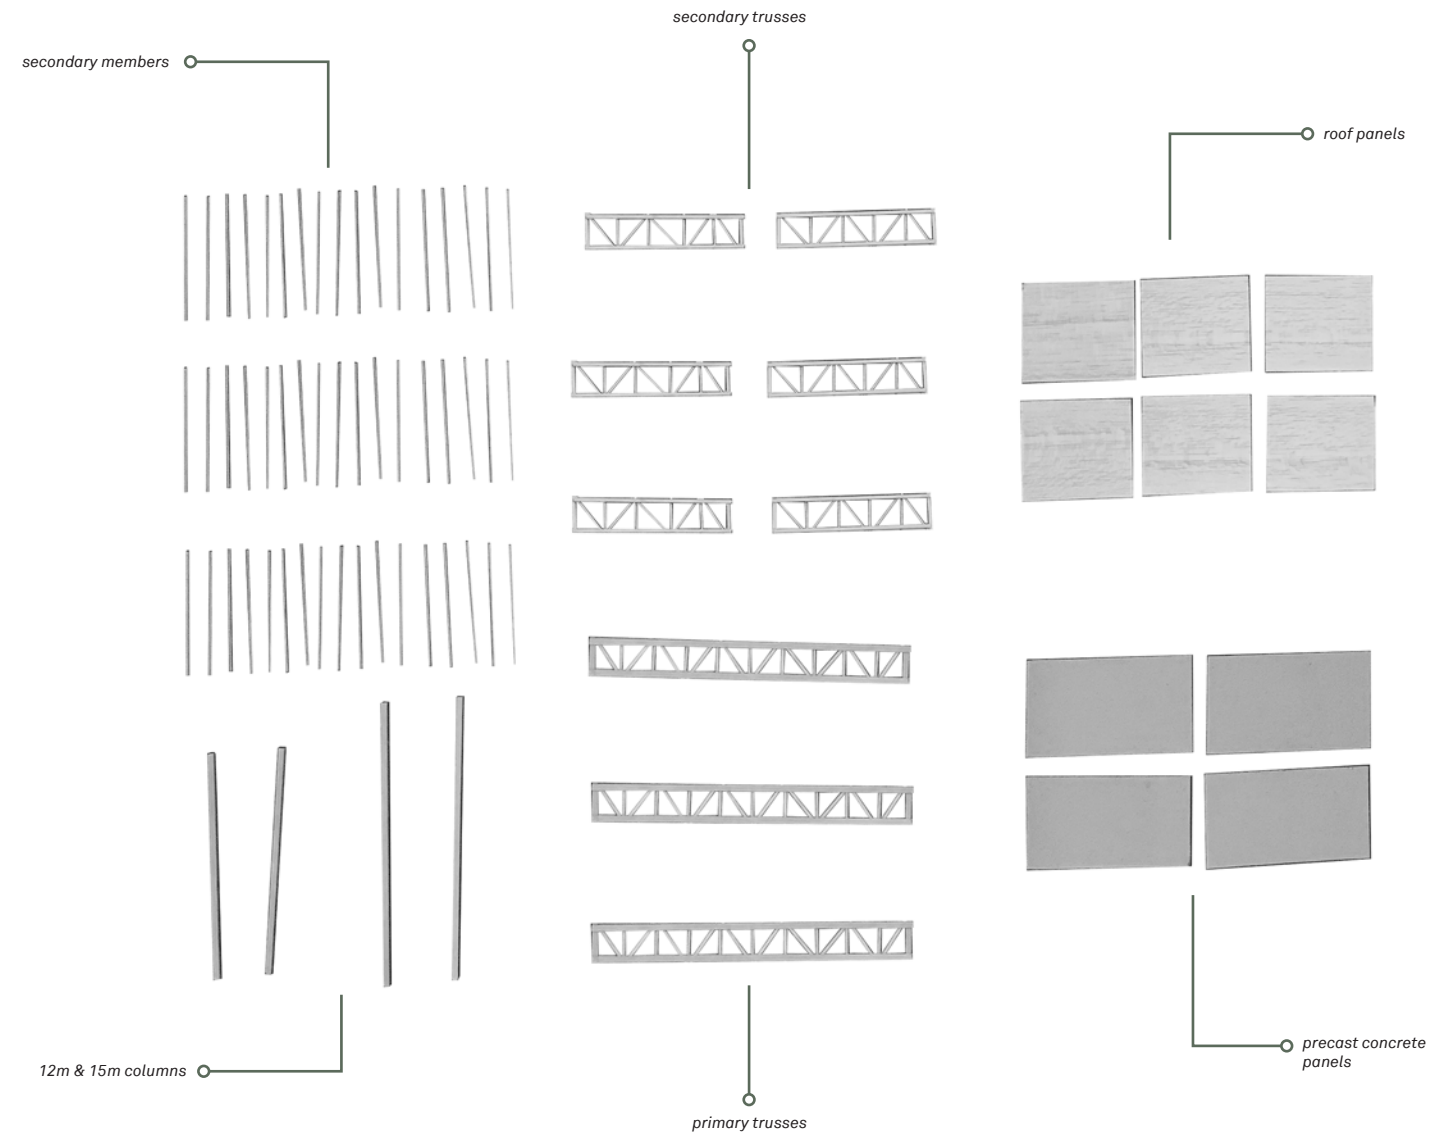 secondary trusses
secondary members
roof panels
12m & 15m columns
precast concrete
panels
primary trusses